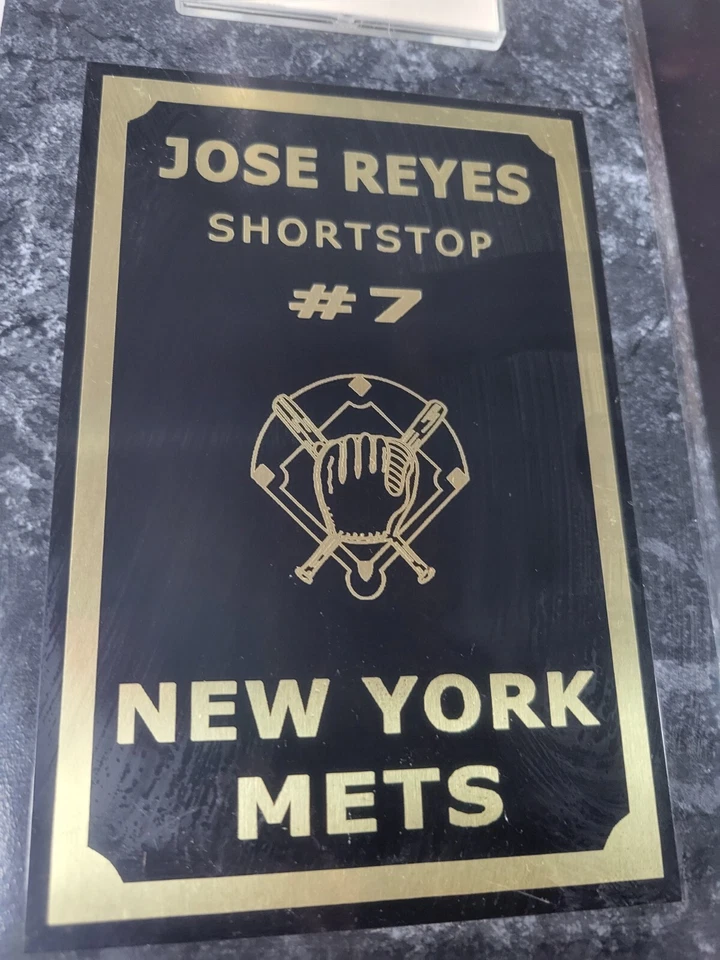 JOSE REYES
SHORTSTOP
#7
NEW YORK
METS